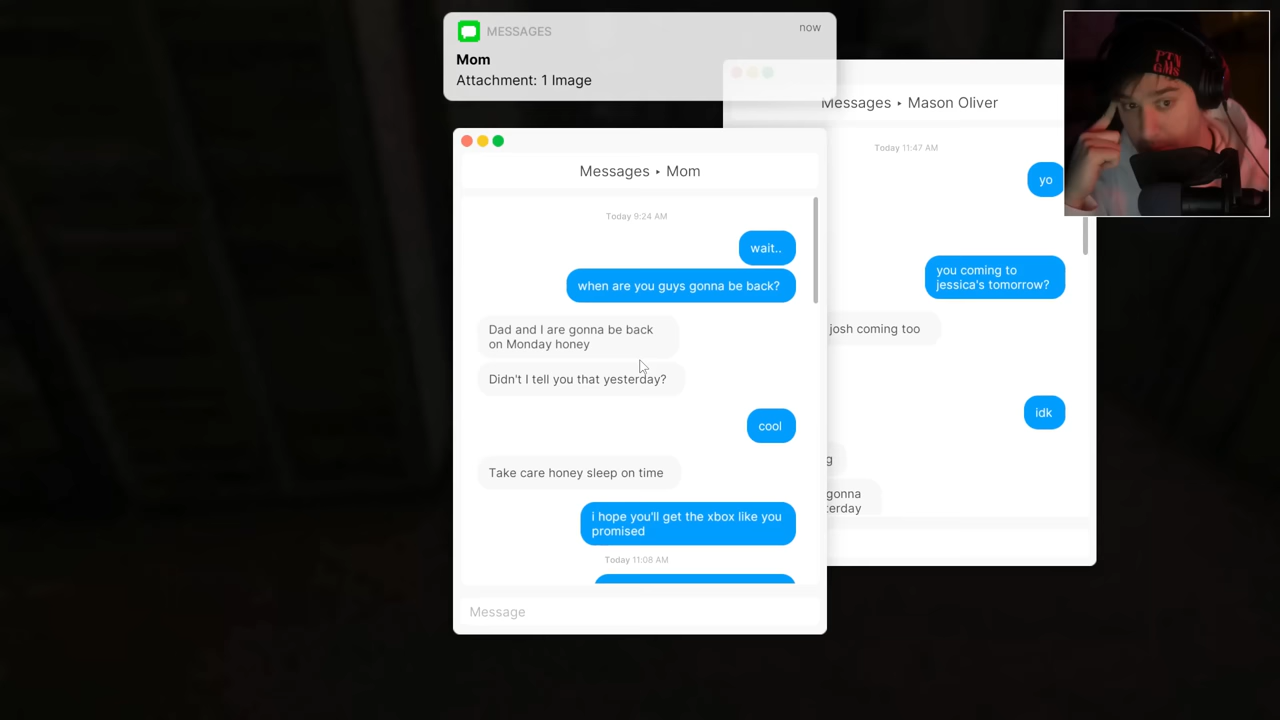 MESSAGES
now
Mom
Attachment: 1 Image
Messages ▸ Mom
Today 9:24 AM
wait..
when are you guys gonna be back?
Dad and I are gonna be back
on Monday honey
Didn't I tell you that yesterday?
cool
Take care honey sleep on time
i hope you'll get the xbox like you
promised
Today 11:08 AM
Message
Messages ▸ Mason Oliver
Today 11:47 AM
yo
you coming to
jessica's tomorrow?
josh coming too
idk
g
gonna
erday
PTN
GMS